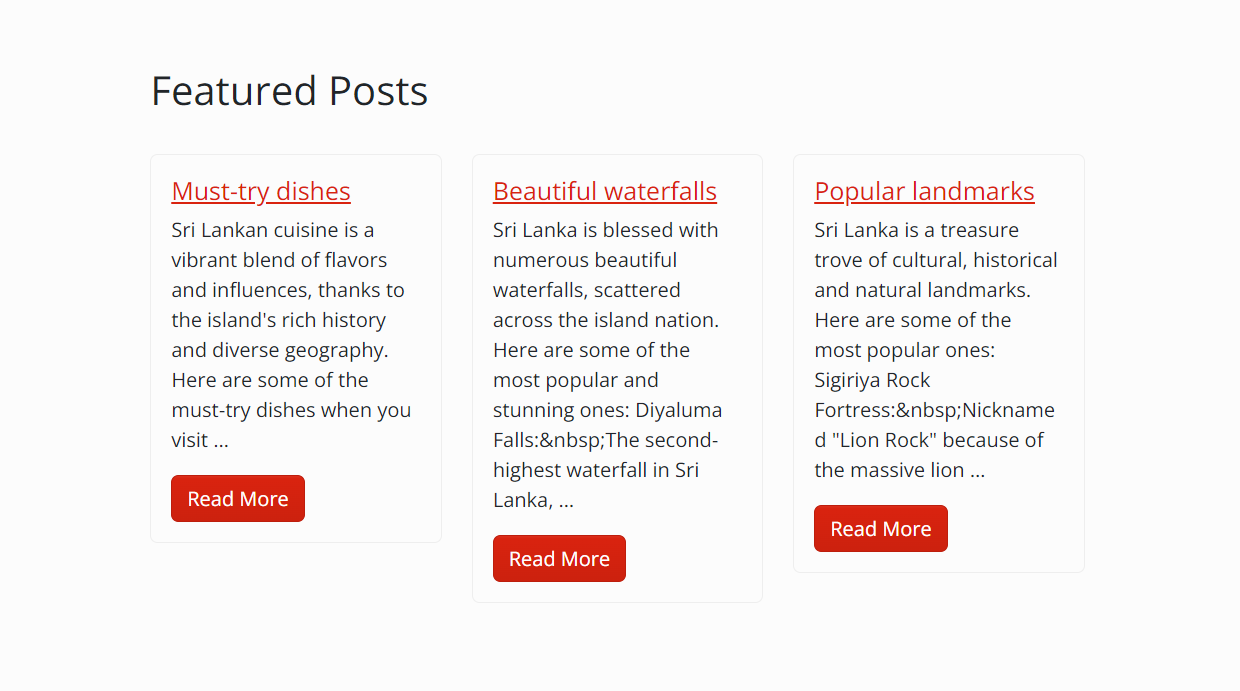 Featured Posts
Must-try dishes
Sri Lankan cuisine is a
vibrant blend of flavors
and influences, thanks to
the island's rich history
and diverse geography.
Here are some of the
must-try dishes when you
visit ...
Read More
Beautiful waterfalls
Sri Lanka is blessed with
numerous beautiful
waterfalls, scattered
across the island nation.
Here are some of the
most popular and
stunning ones: Diyaluma
Falls:&nbsp;The second-
highest waterfall in Sri
Lanka, ...
Read More
Popular landmarks
Sri Lanka is a treasure
trove of cultural, historical
and natural landmarks.
Here are some of the
most popular ones:
Sigiriya Rock
Fortress:&nbsp;Nickname
d "Lion Rock" because of
the massive lion ...
Read More